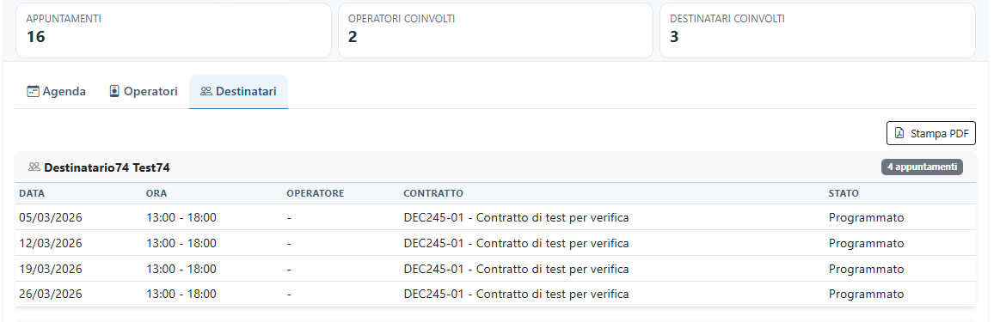 APPUNTAMENTI OPERATORI COINVOLTI DESTINATARI COINVOLTI
16 2 3
Agenda Operatori Destinatari
Stampa PDF
Destinatario74 Test74 4 appuntamenti
DATA ORA OPERATORE CONTRATTO STATO
05/03/2026 13:00 - 18:00 - DEC245-01 - Contratto di test per verifica Programmato
12/03/2026 13:00 - 18:00 - DEC245-01 - Contratto di test per verifica Programmato
19/03/2026 13:00 - 18:00 - DEC245-01 - Contratto di test per verifica Programmato
26/03/2026 13:00 - 18:00 - DEC245-01 - Contratto di test per verifica Programmato